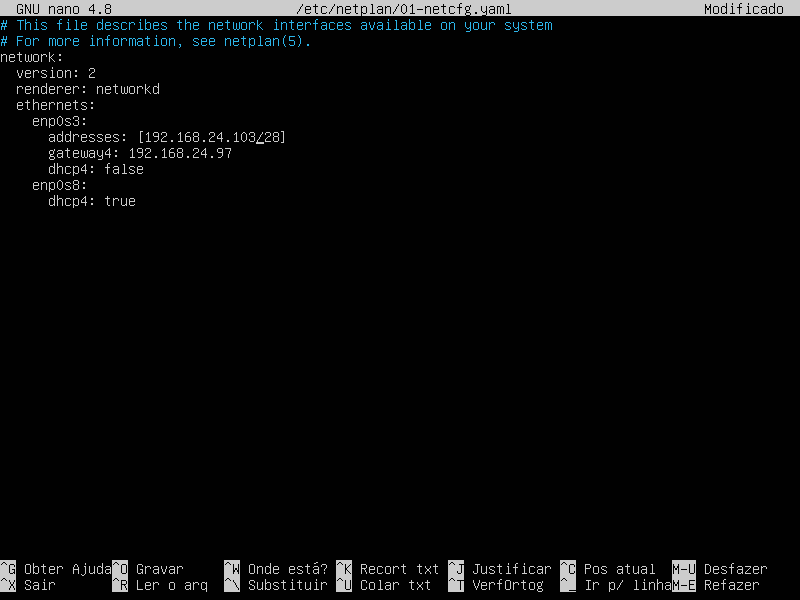 GNU nano 4.8 /etc/netplan/01-netcfg.yaml Modificado
# This file describes the network interfaces available on your system
# For more information, see netplan(5).
network:
  version: 2
  renderer: networkd
  ethernets:
    enp0s3:
      addresses: [192.168.24.103/28]
      gateway4: 192.168.24.97
      dhcp4: false
    enp0s8:
      dhcp4: true
^G Obter Ajuda ^O Gravar ^W Onde está? ^K Recort txt ^J Justificar ^C Pos atual M-U Desfazer
^X Sair ^R Ler o arq ^\ Substituir ^U Colar txt ^T VerfOrtog ^_ Ir p/ linha M-E Refazer